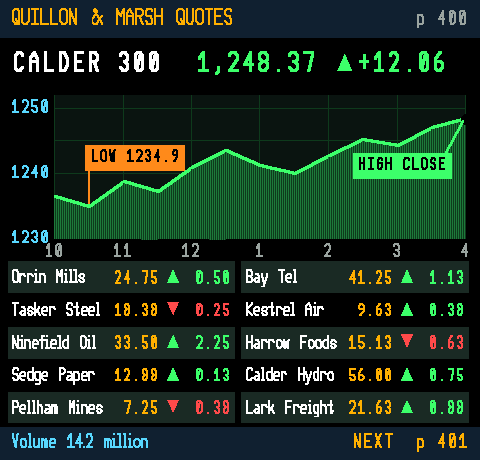 QUILLON & MARSH QUOTES p 400
CALDER 300 1,248.37 ▲+12.06
1250
LOW 1234.9
HIGH CLOSE
1240
1230
10 11 12 1 2 3 4
Orrin Mills 24.75 ▲ 0.50
Tasker Steel 18.38 ▼ 0.25
Ninefield Oil 33.50 ▲ 2.25
Sedge Paper 12.88 ▲ 0.13
Pellham Mines 7.25 ▼ 0.38
Bay Tel 41.25 ▲ 1.13
Kestrel Air 9.63 ▲ 0.38
Harrow Foods 15.13 ▼ 0.63
Calder Hydro 56.00 ▲ 0.75
Lark Freight 21.63 ▲ 0.88
Volume 14.2 million NEXT p 401